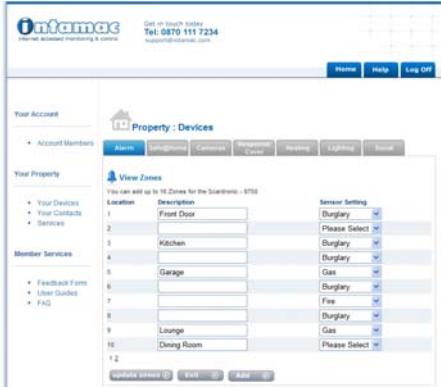 intamac
internet accessed monitoring & control
Get in touch today
Tel: 0870 111 7234
support@intamac.com
Home Help Log Off
Your Account
Account Members
Your Property
Your Devices
Your Contacts
Services
Member Services
Feedback Form
User Guides
FAQ
Property : Devices
Alarm Safe@Home Cameras Response Cover Heating Lighting Social
View Zones
You can add up to 16 Zones for the Scantronic - 9750
Location Description Sensor Setting
1 Front Door Burglary
2 Please Select
3 Kitchen Burglary
4 Burglary
5 Garage Gas
6 Burglary
7 Fire
8 Burglary
9 Lounge Gas
10 Dining Room Please Select
1 2
update zones Exit Add